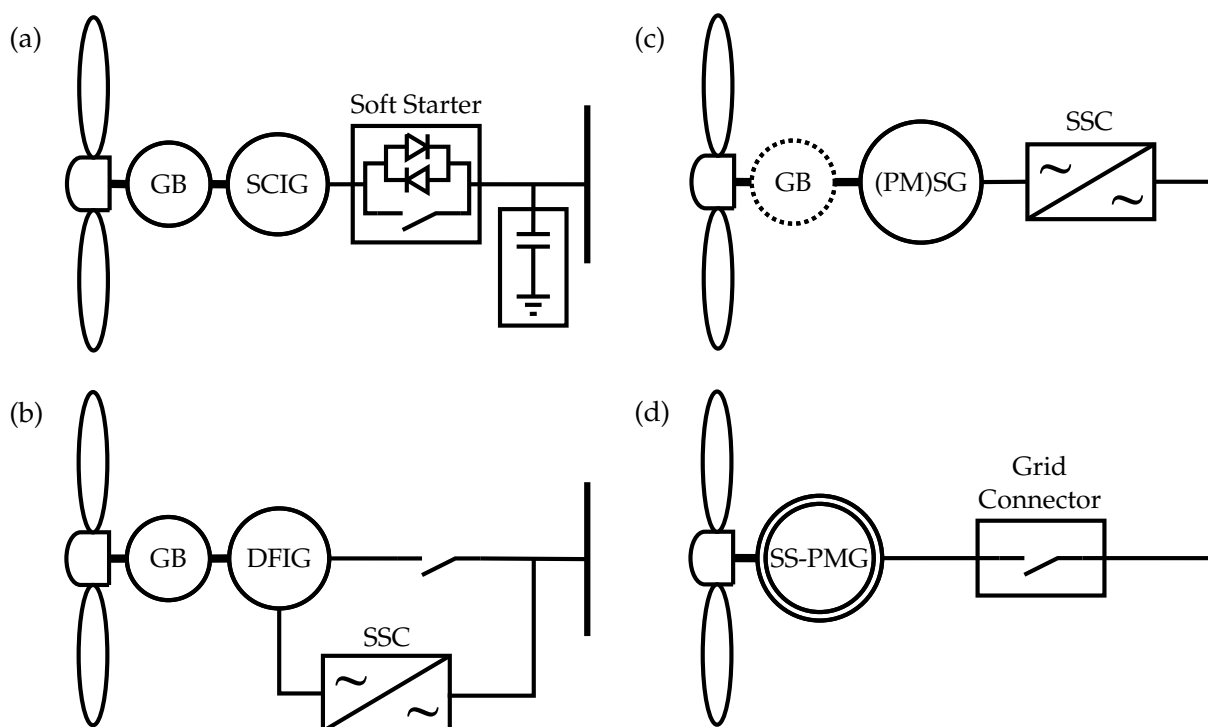 (a)
Soft Starter
GB
SCIG
(c)
SSC
GB
(PM)SG
~
~
(b)
GB
DFIG
SSC
~
~
(d)
Grid
Connector
SS-PMG